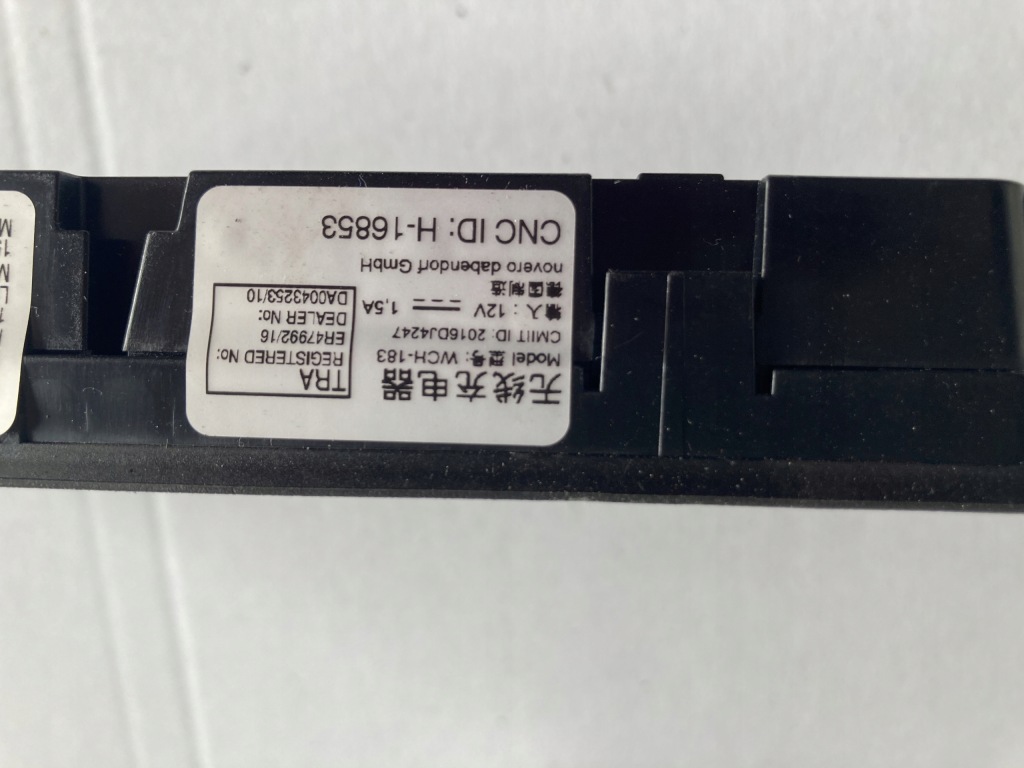 无线充电器
Model 型号: WCH-183
CMIIT ID: 2016DJ4247
输入: 12V ⎓ 1,5A
德国制造
novero dabendorf GmbH
CNC ID: H-16853
TRA
REGISTERED No:
ER47992/16
DEALER No:
DA0043253/10